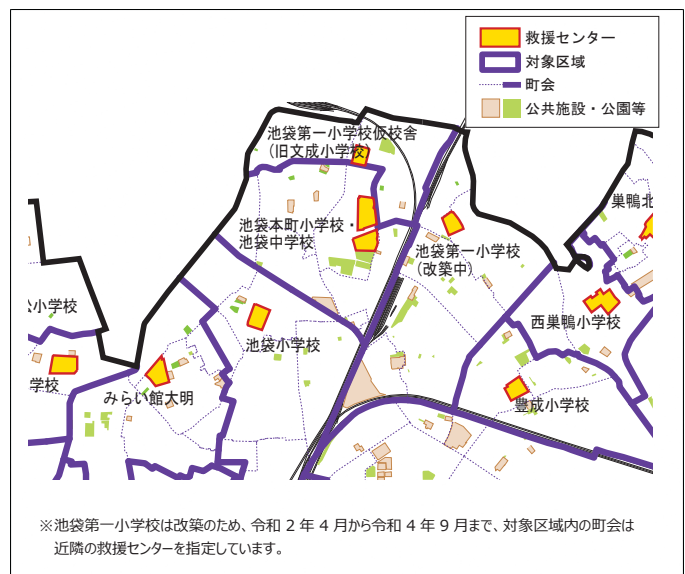 救援センター
対象区域
町会
公共施設・公園等
池袋第一小学校仮校舎
（旧文成小学校）
巣鴨北
池袋本町小学校・
池袋中学校
池袋第一小学校
（改築中）
小学校
西巣鴨小学校
池袋小学校
学校
みらい館大明
豊成小学校
※池袋第一小学校は改築のため、令和 2 年 4 月から令和 4 年 9 月まで、対象区域内の町会は
近隣の救援センターを指定しています。